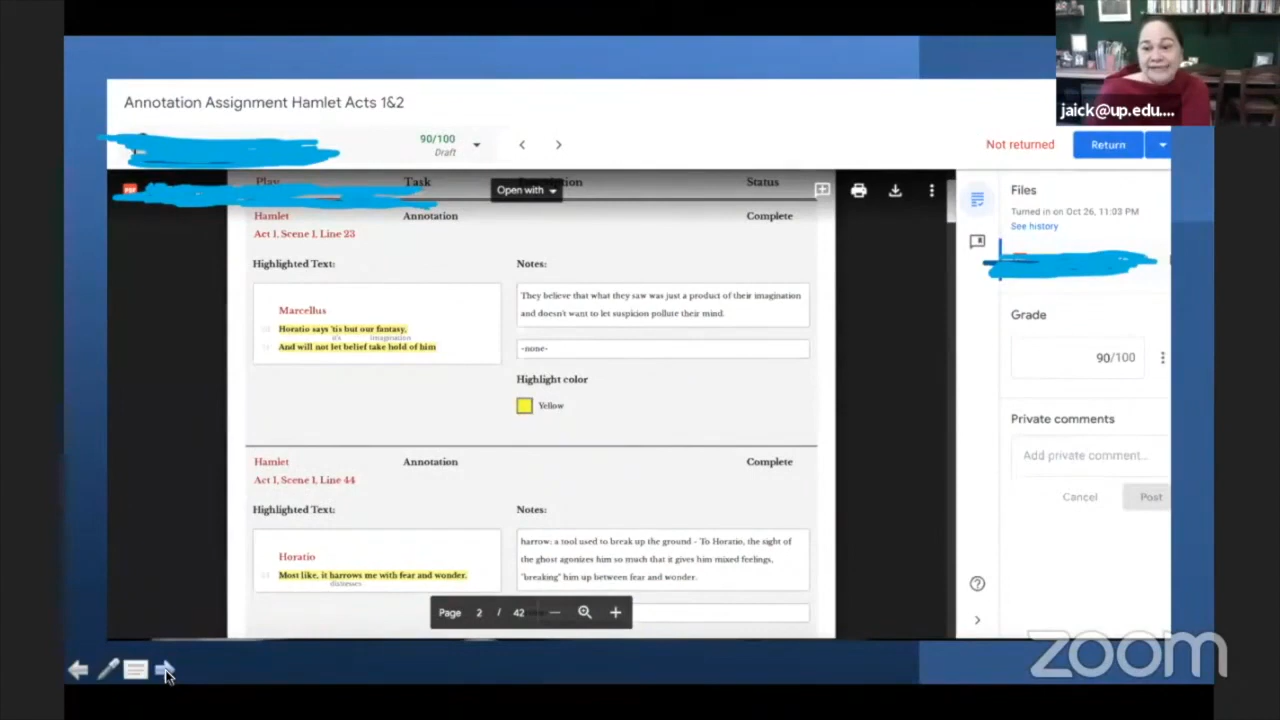 Annotation Assignment Hamlet Acts 1&2
jaick@up.edu....
90/100
Draft
Not returned
Return
PDF
Play
Task
Open with
Status
Hamlet
Annotation
Complete
Act 1, Scene 1, Line 23
Highlighted Text:
Notes:
Marcellus
Horatio says 'tis but our fantasy,
it's imagination
And will not let belief take hold of him
They believe that what they saw was just a product of their imagination
and doesn't want to let suspicion pollute their mind.
-none-
Highlight color
Yellow
Hamlet
Annotation
Complete
Act 1, Scene 1, Line 44
Highlighted Text:
Notes:
Horatio
Most like, it harrows me with fear and wonder.
distresses
harrow: a tool used to break up the ground - To Horatio, the sight of
the ghost agonizes him so much that it gives him mixed feelings,
"breaking" him up between fear and wonder.
Page 2 / 42
Files
Turned in on Oct 26, 11:03 PM
See history
Grade
90/100
Private comments
Add private comment...
Cancel
Post
zoom